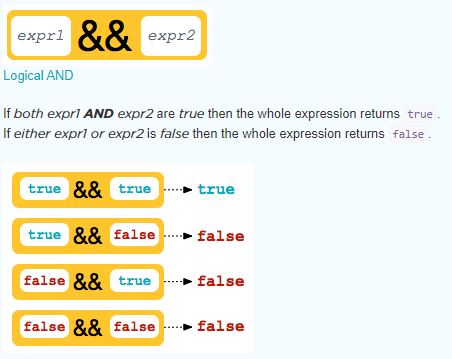 expr1 && expr2
Logical AND
If both expr1 AND expr2 are true then the whole expression returns true.
If either expr1 or expr2 is false then the whole expression returns false.
true && true true
true && false false
false && true false
false && false false